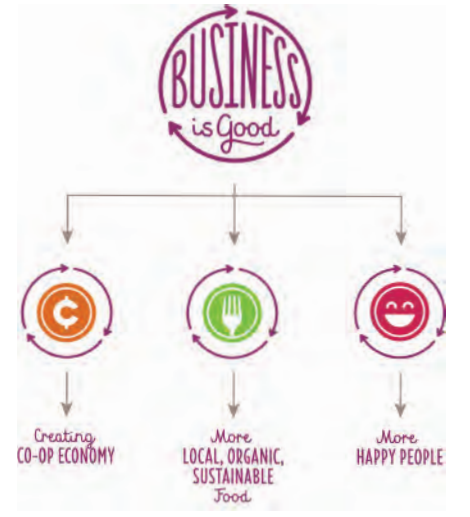 BUSINESS
is Good
¢
Creating
CO-OP ECONOMY
More
LOCAL, ORGANIC,
SUSTAINABLE
Food
More
HAPPY PEOPLE